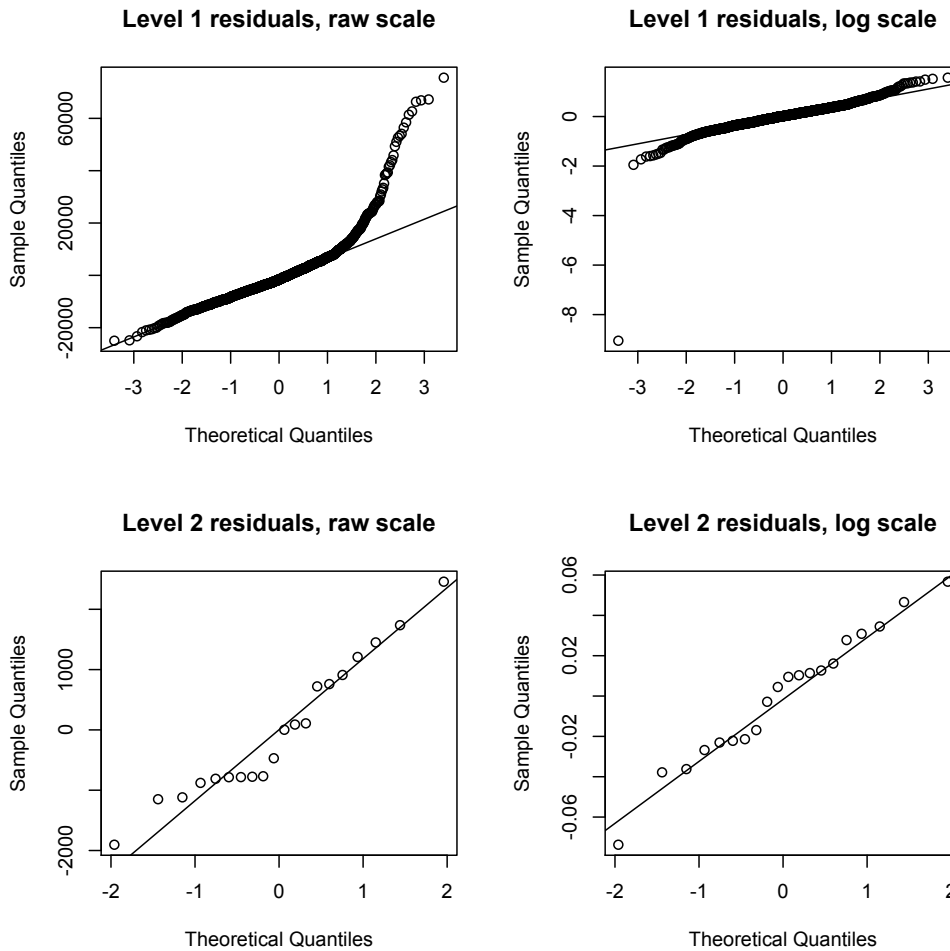 Level 1 residuals, raw scale
Level 1 residuals, log scale
Sample Quantiles
60000
20000
-20000
-3 -2 -1 0 1 2 3
Theoretical Quantiles
Sample Quantiles
0
-2
-4
-6
-8
-3 -2 -1 0 1 2 3
Theoretical Quantiles
Level 2 residuals, raw scale
Level 2 residuals, log scale
Sample Quantiles
1000
0
-2000
-2 -1 0 1 2
Theoretical Quantiles
Sample Quantiles
0.06
0.02
-0.02
-0.06
-2 -1 0 1 2
Theoretical Quantiles